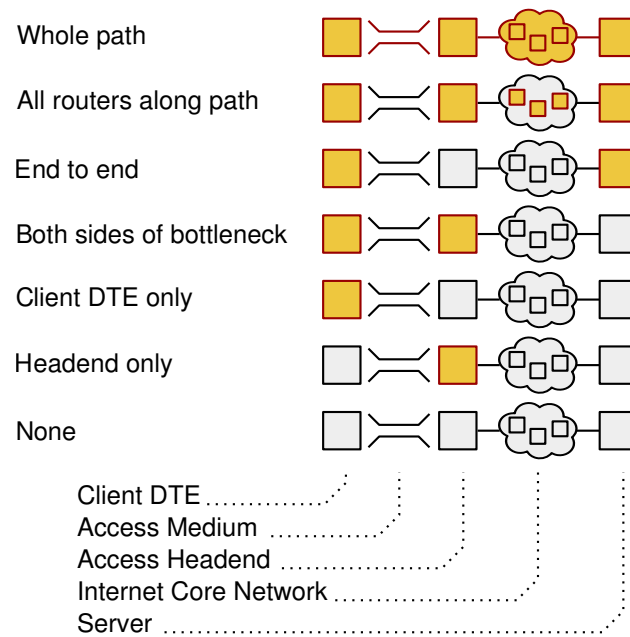 Whole path
All routers along path
End to end
Both sides of bottleneck
Client DTE only
Headend only
None
Client DTE
Access Medium
Access Headend
Internet Core Network
Server